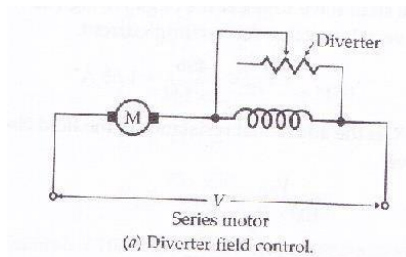 Diverter
M
V
Series motor
(a) Diverter field control.